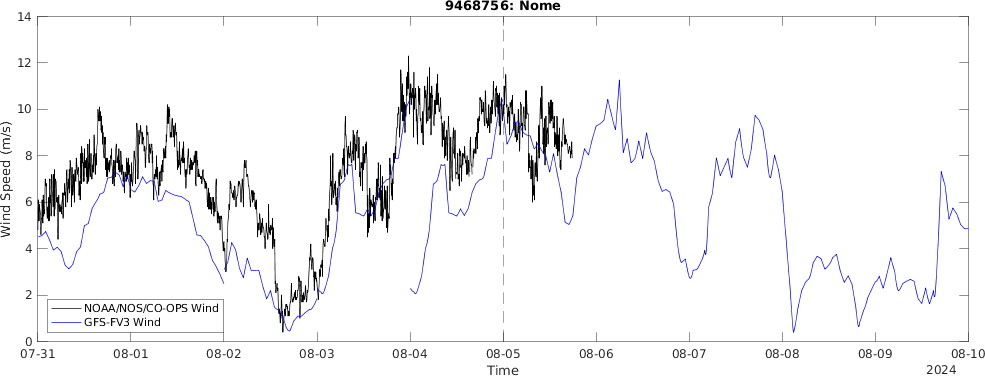 9468756: Nome
14
12
10
8
6
4
2
0
Wind Speed (m/s)
NOAA/NOS/CO-OPS Wind
GFS-FV3 Wind
07-31 08-01 08-02 08-03 08-04 08-05 08-06 08-07 08-08 08-09 08-10
Time
2024